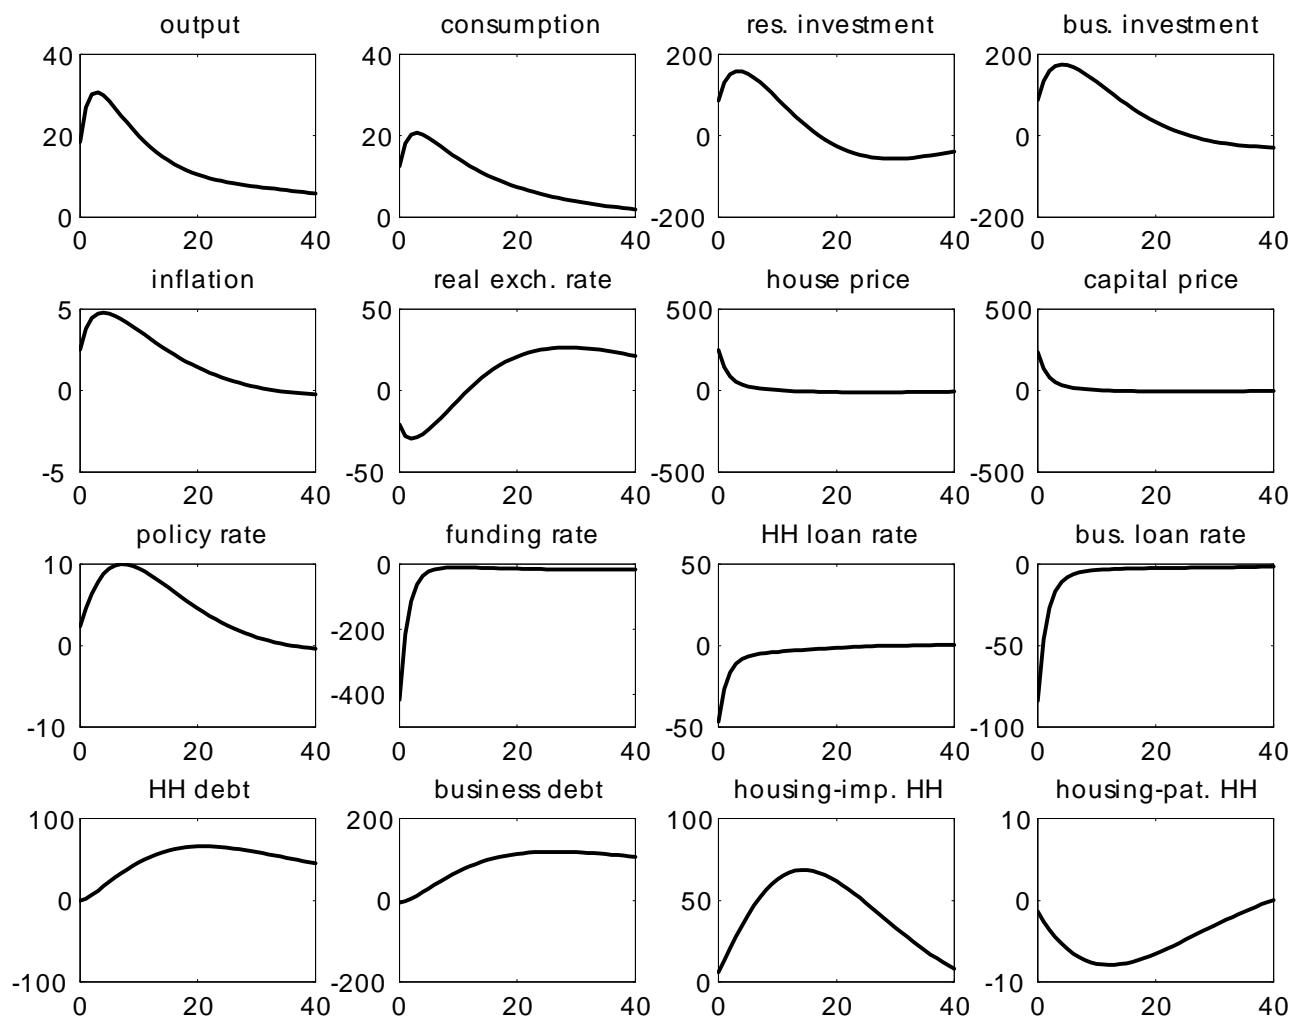 output consumption res. investment bus. investment
40 40 200 200
20 20 0 0
0 0 -200 -200
0 20 40 0 20 40 0 20 40 0 20 40
inflation real exch. rate house price capital price
5 50 500 500
0 0 0 0
-5 -50 -500 -500
0 20 40 0 20 40 0 20 40 0 20 40
policy rate funding rate HH loan rate bus. loan rate
10 0 50 0
0 -200 0 -50
-400
-10 -50 -100
0 20 40 0 20 40 0 20 40 0 20 40
HH debt business debt housing-imp. HH housing-pat. HH
100 200 100 10
0 0 50 0
-100 -200 0 -10
0 20 40 0 20 40 0 20 40 0 20 40